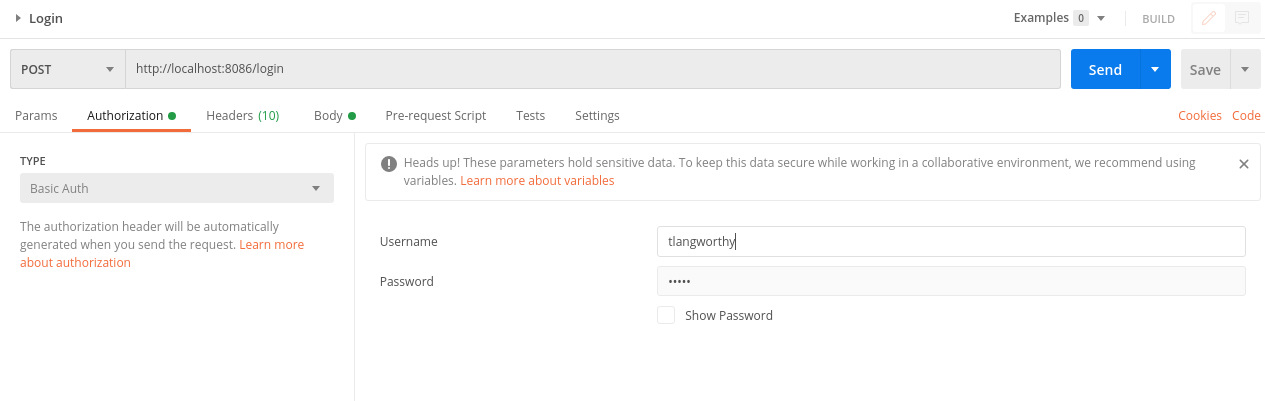 Login
Examples 0
BUILD
POST
http://localhost:8086/login
Send
Save
Params
Authorization
Headers (10)
Body
Pre-request Script
Tests
Settings
Cookies
Code
TYPE
Basic Auth
The authorization header will be automatically
generated when you send the request. Learn more
about authorization
Heads up! These parameters hold sensitive data. To keep this data secure while working in a collaborative environment, we recommend using
variables. Learn more about variables
Username
tlangworthy
Password
•••••
Show Password